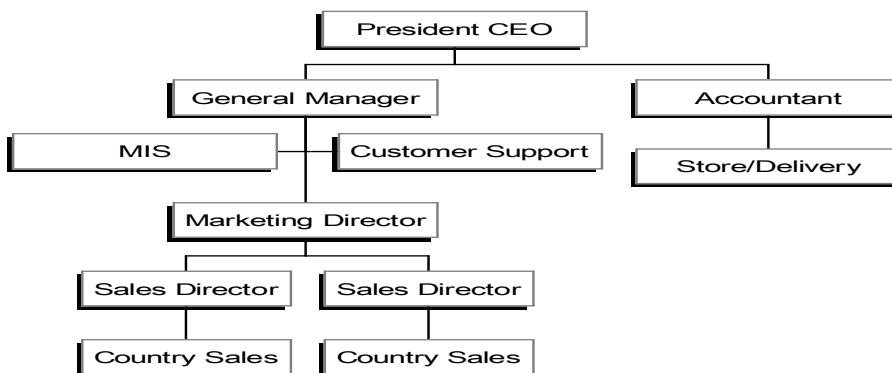 President CEO
General Manager
Accountant
MIS
Customer Support
Store/Delivery
Marketing Director
Sales Director
Sales Director
Country Sales
Country Sales